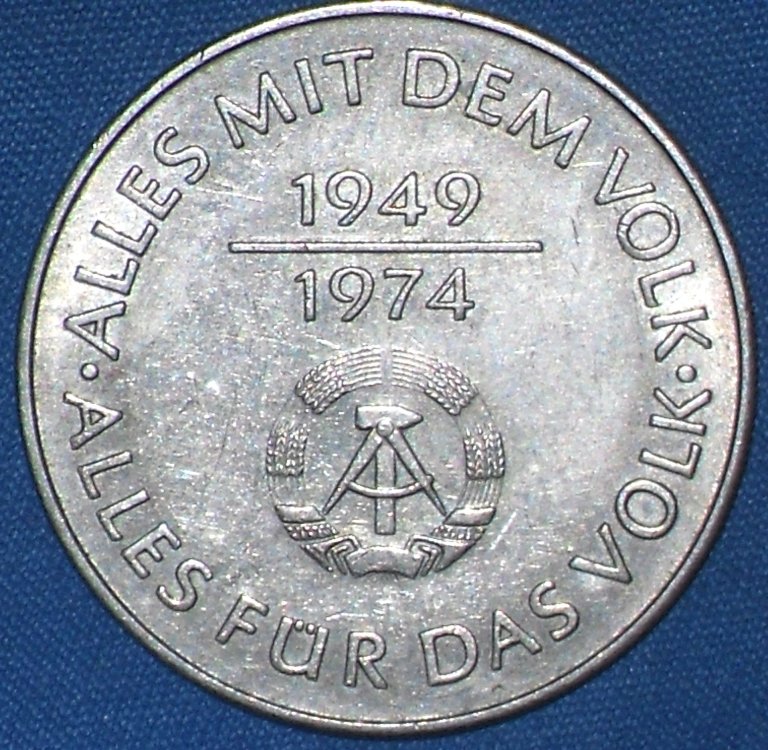 · ALLES MIT DEM VOLK ·
1949
1974
ALLES FÜR DAS VOLK